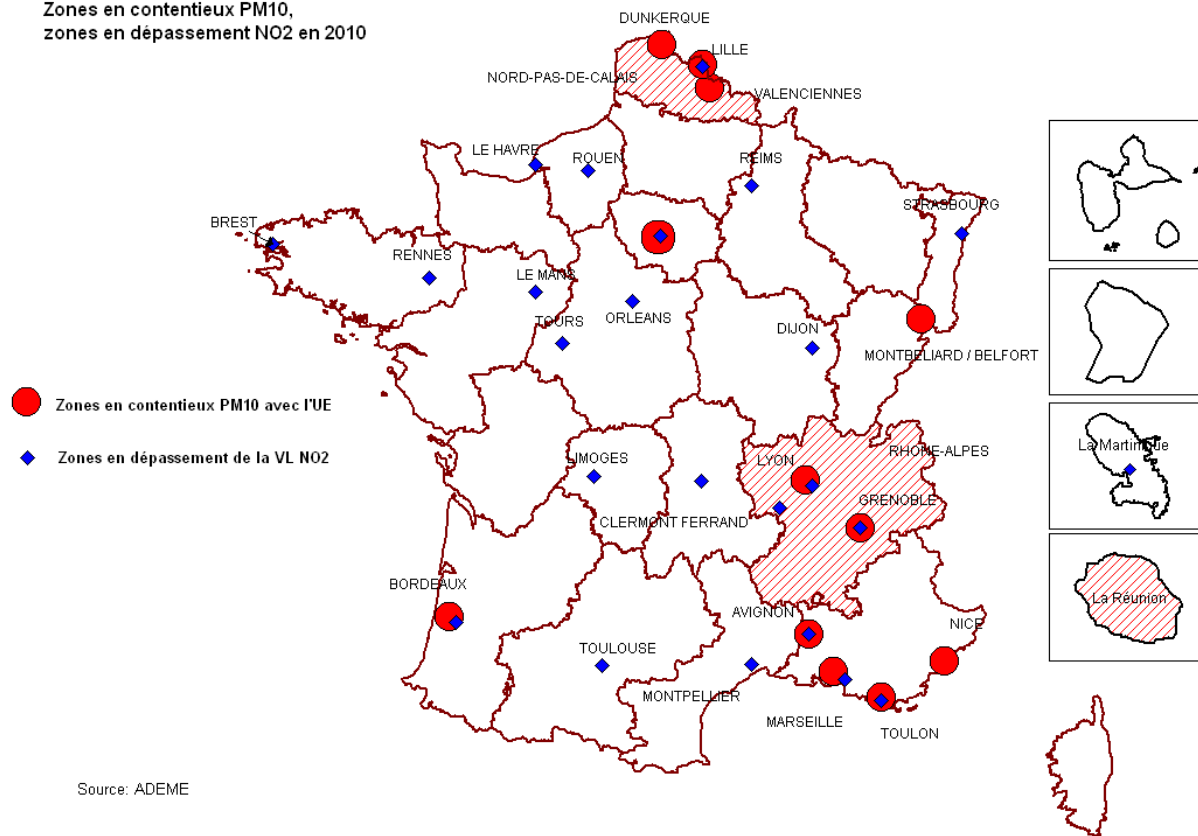 Zones en contentieux PM10,
zones en dépassement NO2 en 2010
DUNKERQUE
LILLE
NORD-PAS-DE-CALAIS
VALENCIENNES
LE HAVRE
ROUEN
REIMS
STRASBOURG
BREST
RENNES
LE MANS
TOURS
ORLEANS
DIJON
MONTBELIARD / BELFORT
Zones en contentieux PM10 avec l'UE
Zones en dépassement de la VL NO2
LIMOGES
LYON
RHONE-ALPES
La Martinique
GRENOBLE
CLERMONT FERRAND
BORDEAUX
AVIGNON
NICE
La Réunion
TOULOUSE
MONTPELLIER
MARSEILLE
TOULON
Source: ADEME